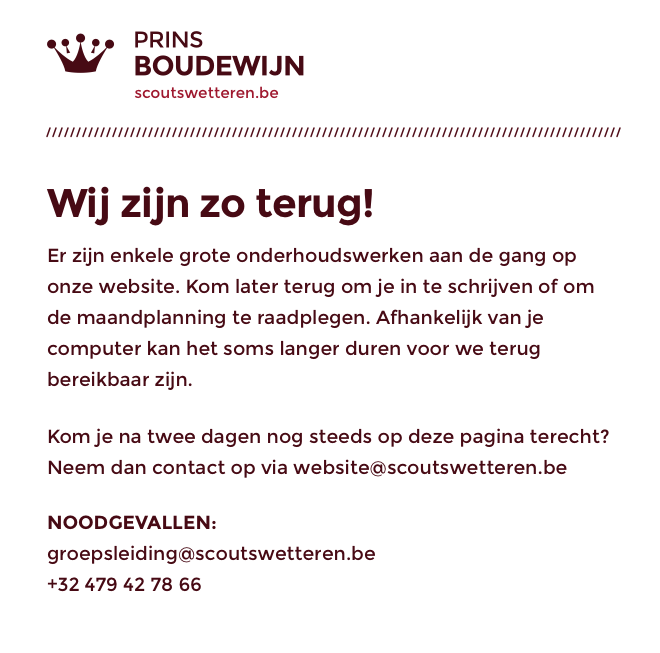 PRINS
BOUDEWIJN
scoutswetteren.be
Wij zijn zo terug!
Er zijn enkele grote onderhoudswerken aan de gang op
onze website. Kom later terug om je in te schrijven of om
de maandplanning te raadplegen. Afhankelijk van je
computer kan het soms langer duren voor we terug
bereikbaar zijn.
Kom je na twee dagen nog steeds op deze pagina terecht?
Neem dan contact op via website@scoutswetteren.be
NOODGEVALLEN:
groepsleiding@scoutswetteren.be
+32 479 42 78 66